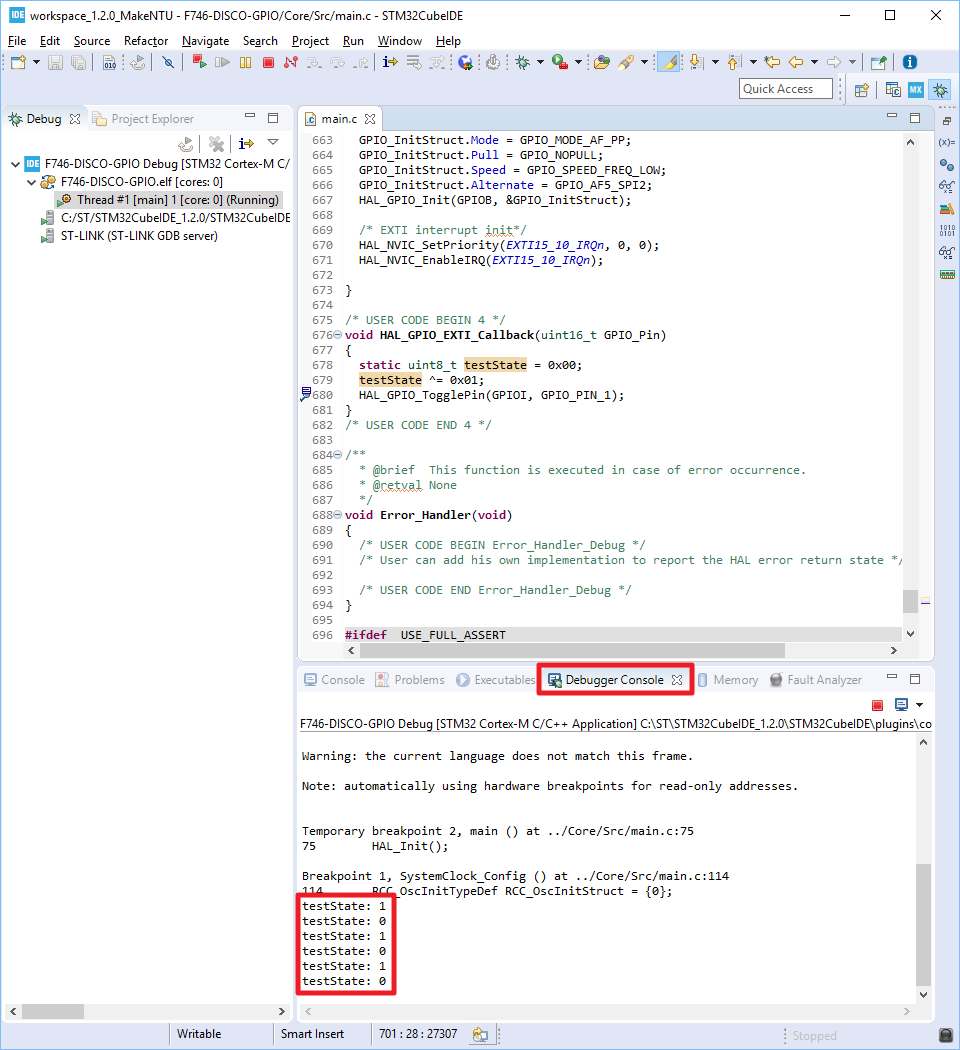 IDE workspace_1.2.0_MakeNTU - F746-DISCO-GPIO/Core/Src/main.c - STM32CubeIDE
File Edit Source Refactor Navigate Search Project Run Window Help
Quick Access
MX
Debug Project Explorer
IDE F746-DISCO-GPIO Debug [STM32 Cortex-M C/
F746-DISCO-GPIO.elf [cores: 0]
Thread #1 [main] 1 [core: 0] (Running)
C:/ST/STM32CubeIDE_1.2.0/STM32CubeIDE
ST-LINK (ST-LINK GDB server)
main.c
663 GPIO_InitStruct.Mode = GPIO_MODE_AF_PP;
664 GPIO_InitStruct.Pull = GPIO_NOPULL;
665 GPIO_InitStruct.Speed = GPIO_SPEED_FREQ_LOW;
666 GPIO_InitStruct.Alternate = GPIO_AF5_SPI2;
667 HAL_GPIO_Init(GPIOB, &GPIO_InitStruct);
668
669 /* EXTI interrupt init*/
670 HAL_NVIC_SetPriority(EXTI15_10_IRQn, 0, 0);
671 HAL_NVIC_EnableIRQ(EXTI15_10_IRQn);
672
673 }
674
675 /* USER CODE BEGIN 4 */
676 void HAL_GPIO_EXTI_Callback(uint16_t GPIO_Pin)
677 {
678 static uint8_t testState = 0x00;
679 testState ^= 0x01;
680 HAL_GPIO_TogglePin(GPIOI, GPIO_PIN_1);
681 }
682 /* USER CODE END 4 */
683
684 /**
685 * @brief  This function is executed in case of error occurrence.
686 * @retval None
687 */
688 void Error_Handler(void)
689 {
690 /* USER CODE BEGIN Error_Handler_Debug */
691 /* User can add his own implementation to report the HAL error return state */
692
693 /* USER CODE END Error_Handler_Debug */
694 }
695
696 #ifdef  USE_FULL_ASSERT
Console Problems Executables Debugger Console Memory Fault Analyzer
F746-DISCO-GPIO Debug [STM32 Cortex-M C/C++ Application] C:\ST\STM32CubeIDE_1.2.0\STM32CubeIDE\plugins\co
Warning: the current language does not match this frame.
Note: automatically using hardware breakpoints for read-only addresses.
Temporary breakpoint 2, main () at ../Core/Src/main.c:75
75 HAL_Init();
Breakpoint 1, SystemClock_Config () at ../Core/Src/main.c:114
114 RCC_OscInitTypeDef RCC_OscInitStruct = {0};
testState: 1
testState: 0
testState: 1
testState: 0
testState: 1
testState: 0
Writable Smart Insert 701 : 28 : 27307 Stopped